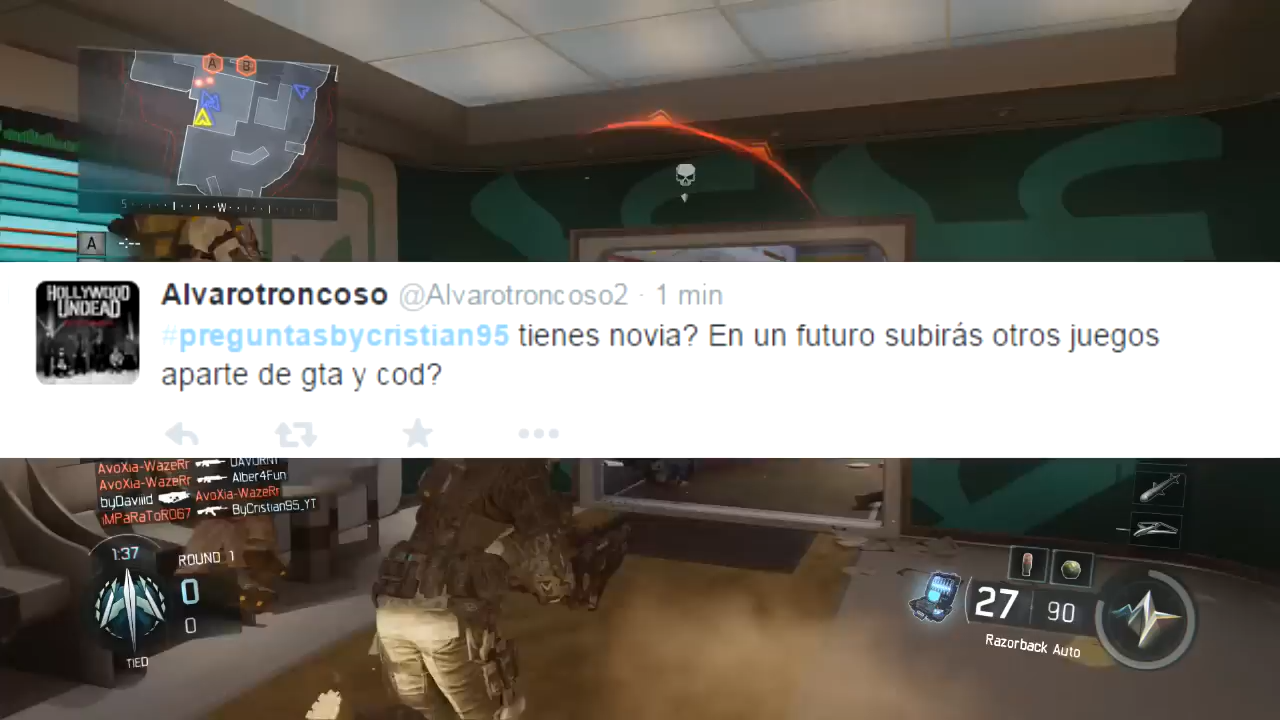 A B
S W
A
HOLLYWOOD
UNDEAD
Alvarotroncoso @Alvarotroncoso2 · 1 min
#preguntasbycristian95 tienes novia? En un futuro subirás otros juegos
aparte de gta y cod?
AvoXia-WazeRr UAVURNT
AvoXia-WazeRr Alber4Fun
byDaviiid AvoXia-WazeRr
iMPaRaToR067 ByCristian95_YT
1:37 ROUND 1
0
0
TIED
27 90
Razorback Auto